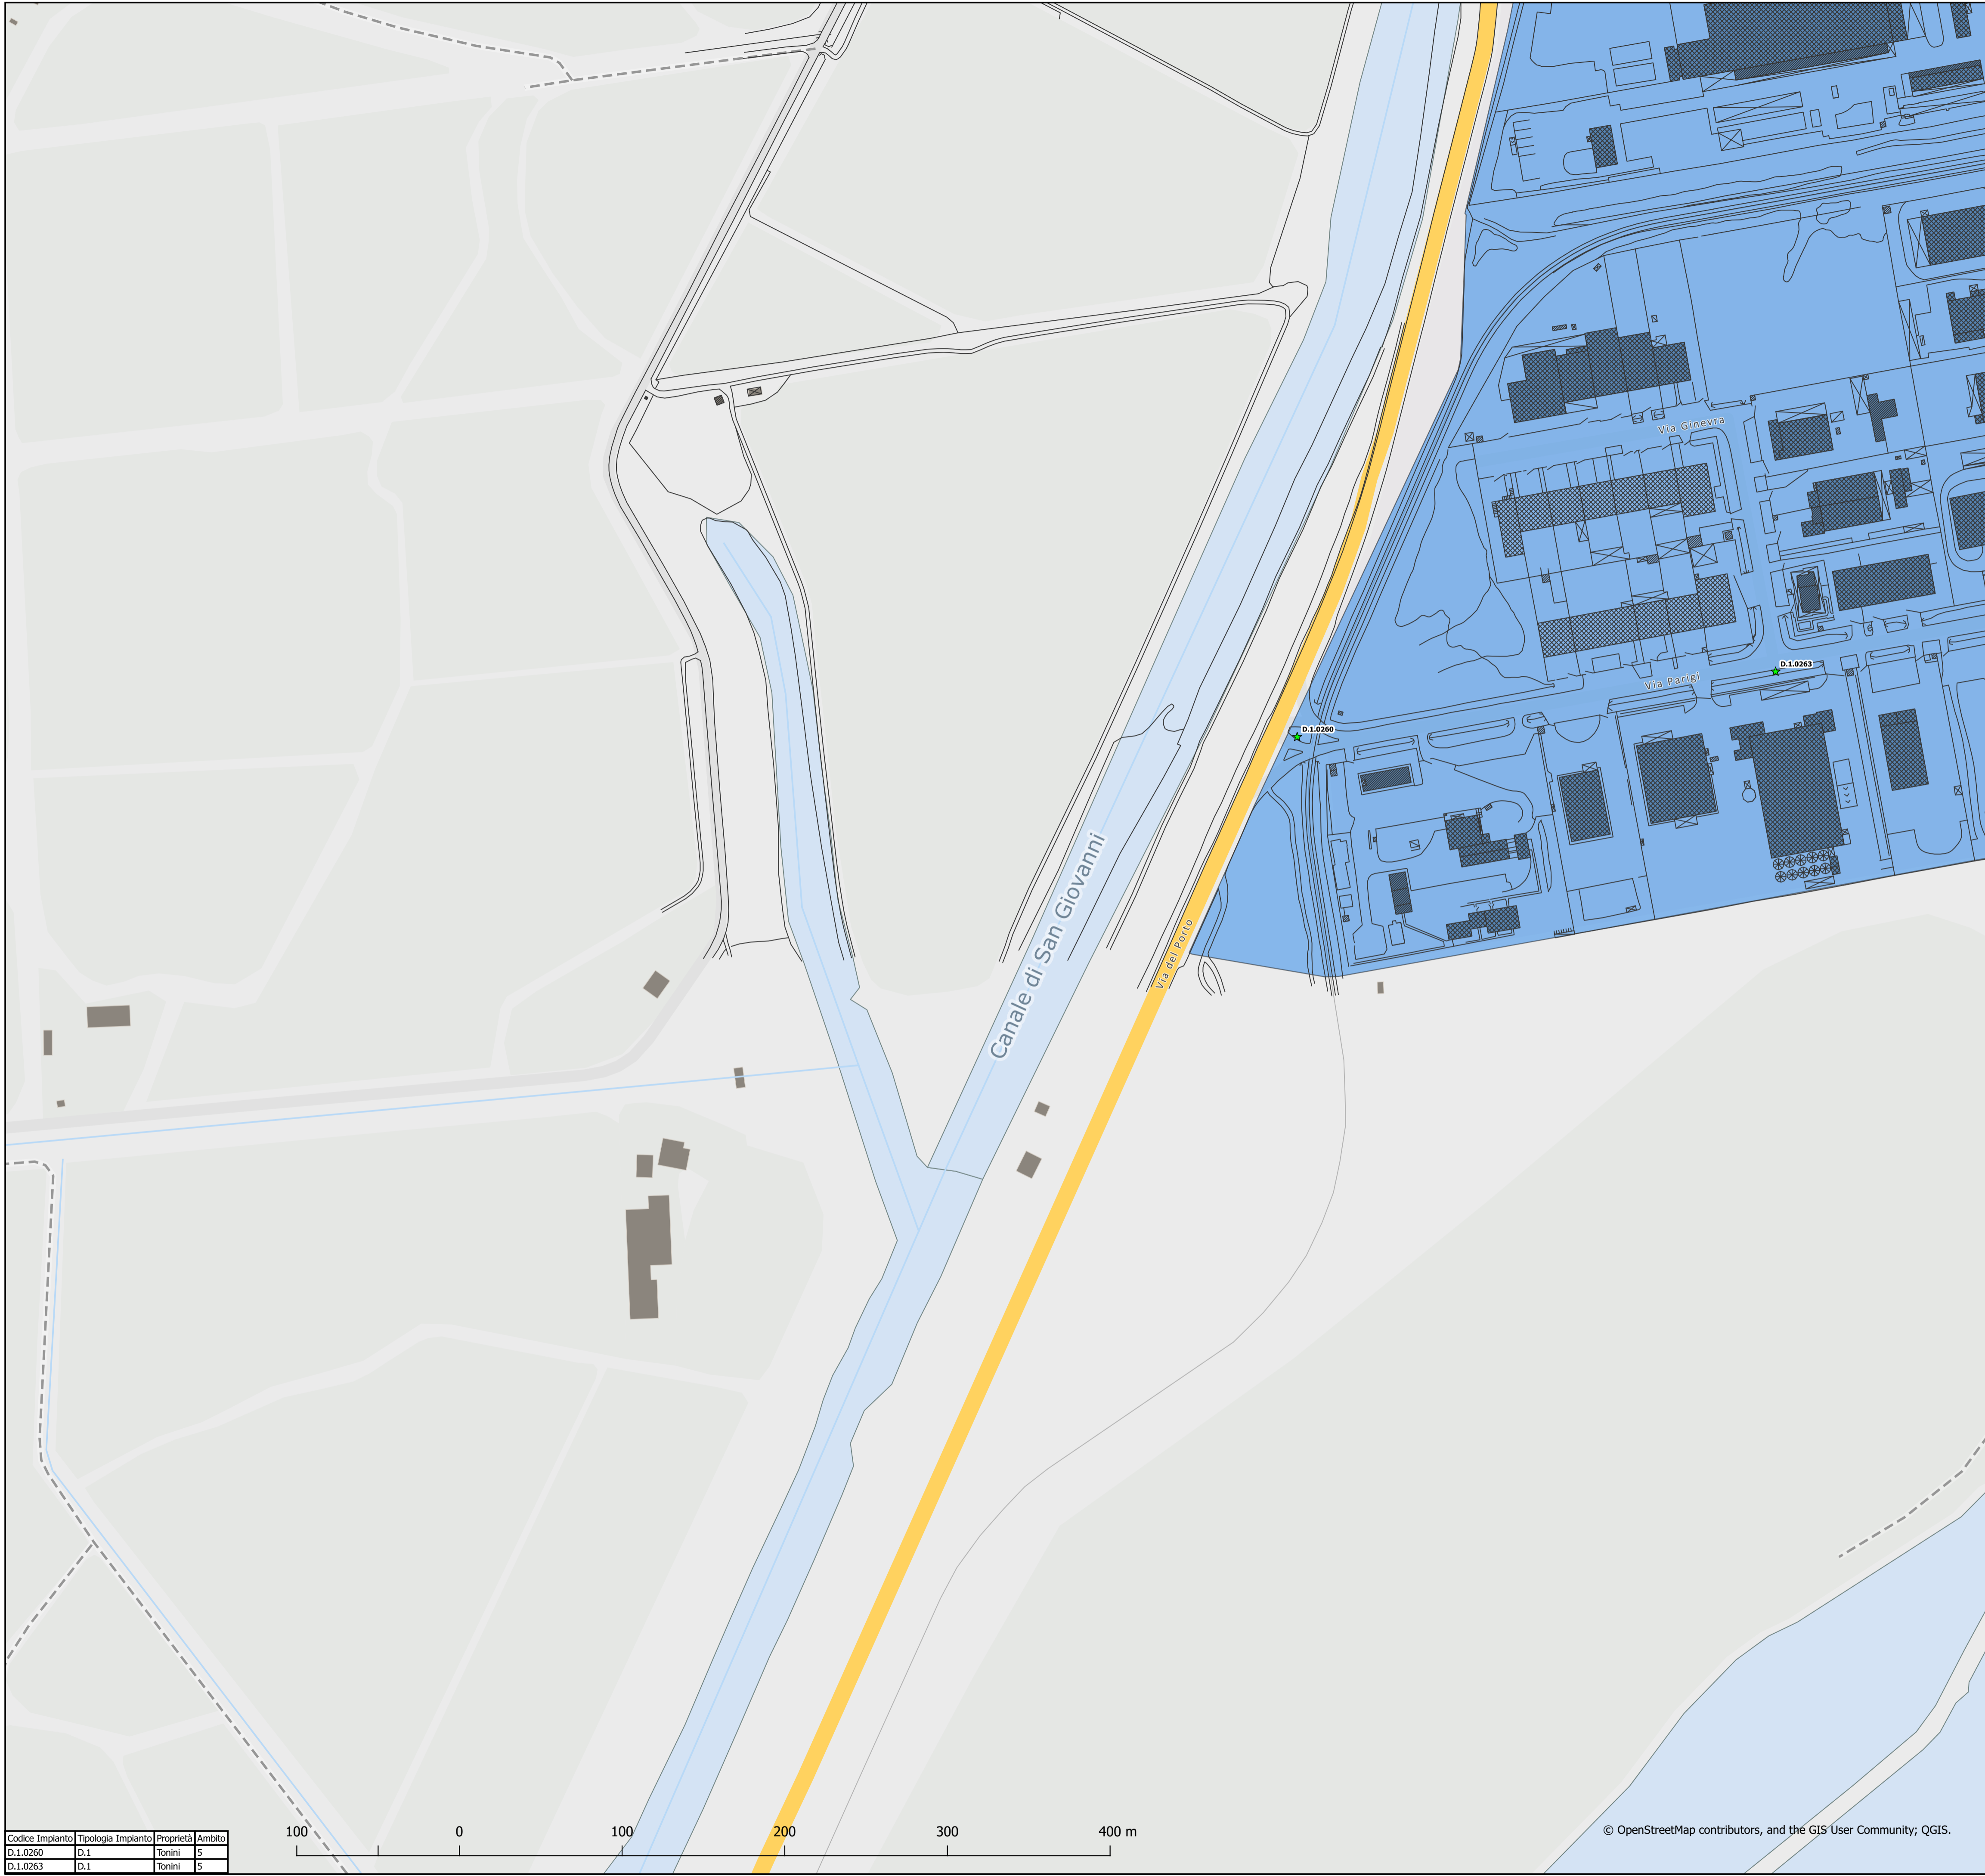 Via Ginevra
D.1.0263
Via Parigi
D.1.0260
Canale di San Giovanni
Via del Porto
100 0 100 200 300 400 m
© OpenStreetMap contributors, and the GIS User Community; QGIS.
Codice Impianto Tipologia Impianto Proprietà Ambito
D.1.0260 D.1 Tonini 5
D.1.0263 D.1 Tonini 5